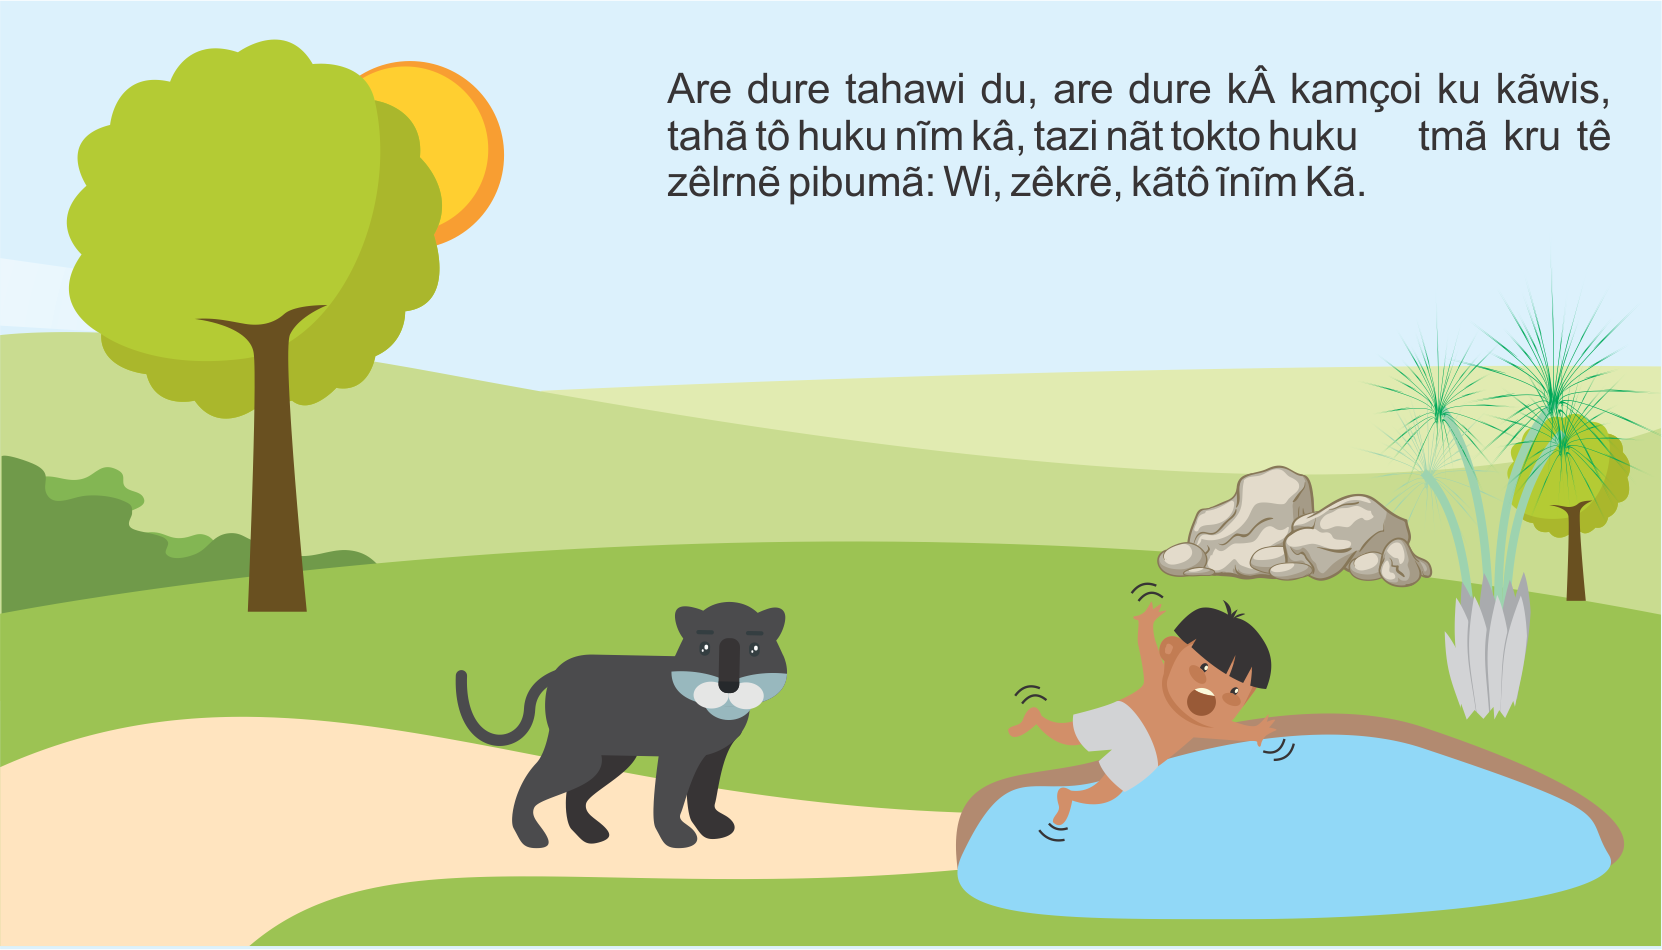 Are dure tahawi du, are dure kÂ kamçoi ku kãwis,
tahã tô huku nĩm kâ, tazi nãt tokto huku tmã kru tê
zêlrnẽ pibumã: Wi, zêkrẽ, kãtô ĩnĩm Kã.